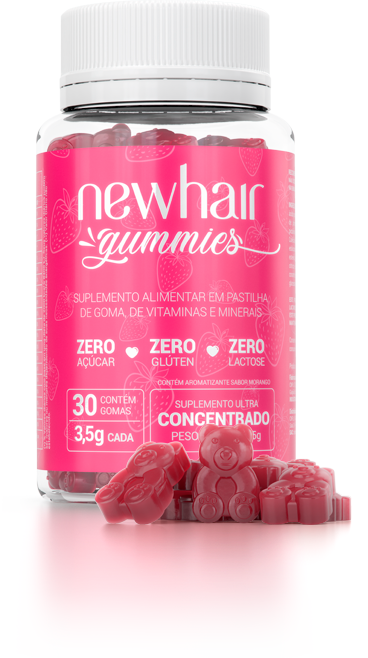 newhair
gummies
SUPLEMENTO ALIMENTAR EM PASTILHA
DE GOMA, DE VITAMINAS E MINERAIS
ZERO AÇÚCAR
ZERO GLÚTEN
ZERO LACTOSE
CONTÉM AROMATIZANTE SABOR MORANGO
30 CONTÉM GOMAS
3,5g CADA
SUPLEMENTO ULTRA
CONCENTRADO
PESO
5g